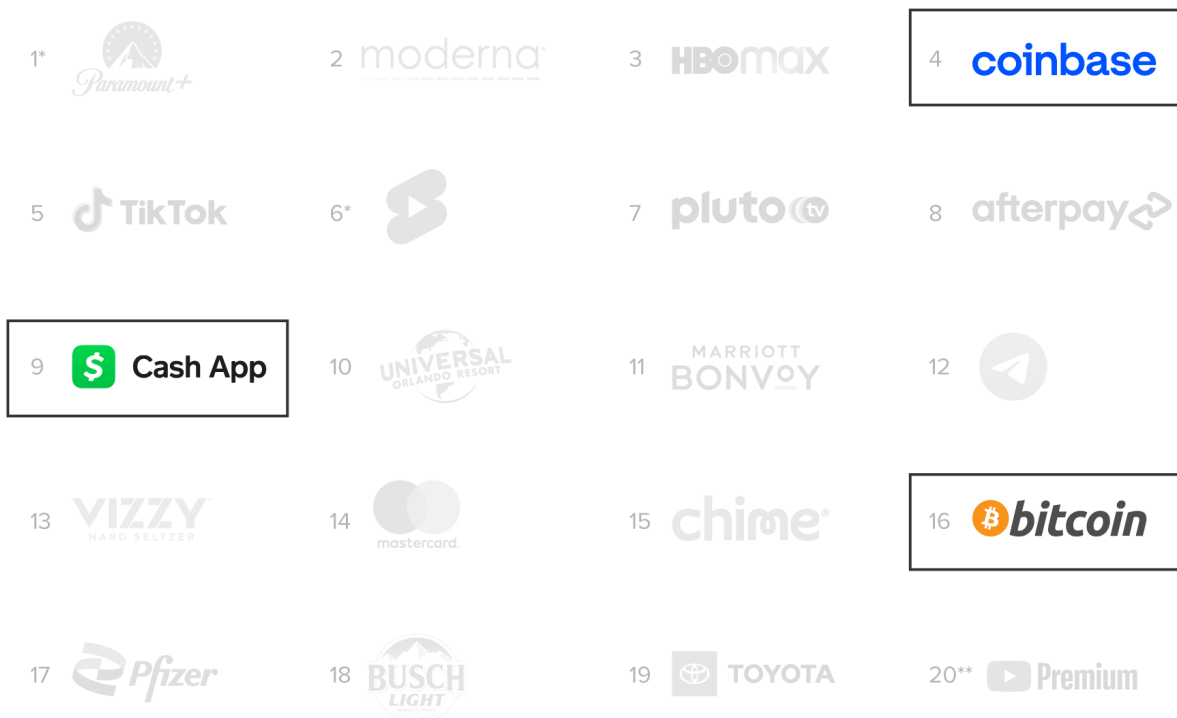 1* Paramount+
2 moderna
3 HBOmax
4 coinbase
5 TikTok
6*
7 pluto tv
8 afterpay
9 $ Cash App
10 UNIVERSAL
ORLANDO RESORT
11 MARRIOTT
BONVOY
12
13 VIZZY
HARD SELTZER
14 mastercard.
15 chime
16 bitcoin
17 Pfizer
18 BUSCH
LIGHT
19 TOYOTA
20** Premium